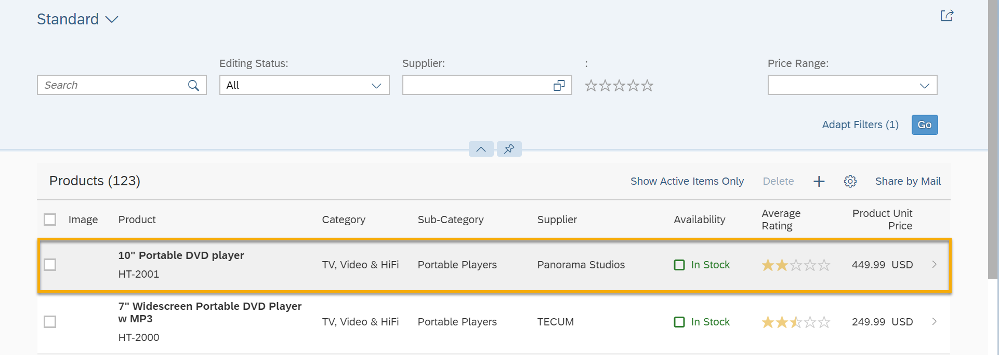 Standard
Editing Status:
Supplier:
:
Price Range:
Search
All
Adapt Filters (1)
Go
Products (123)
Show Active Items Only
Delete
Share by Mail
Image
Product
Category
Sub-Category
Supplier
Availability
Average
Rating
Product Unit
Price
10" Portable DVD player
HT-2001
TV, Video & HiFi
Portable Players
Panorama Studios
In Stock
449.99 USD
7" Widescreen Portable DVD Player
w MP3
HT-2000
TV, Video & HiFi
Portable Players
TECUM
In Stock
249.99 USD